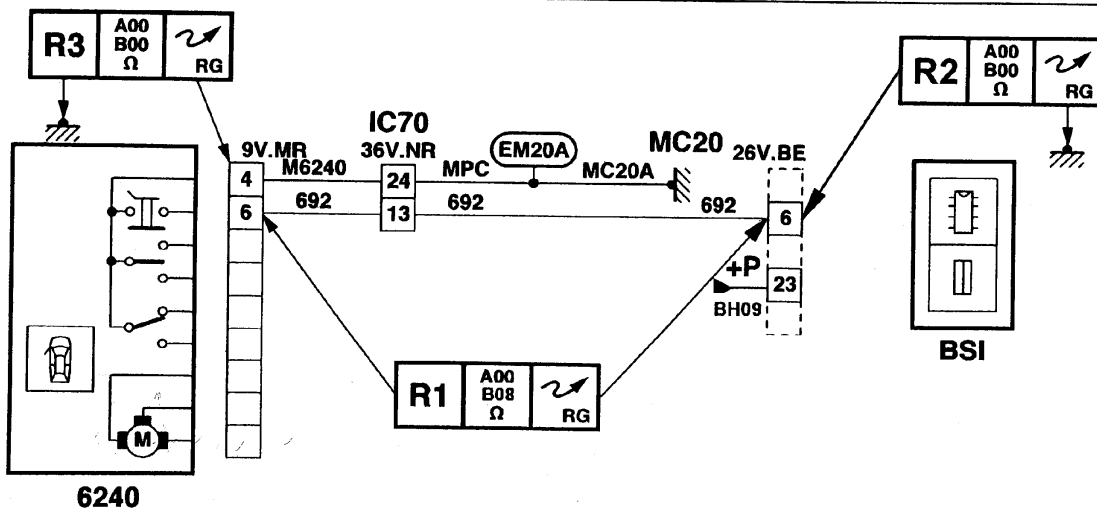 R3
A00
B00
Ω
RG
R2
A00
B00
Ω
RG
IC70
EM20A
MC20
9V.MR
36V.NR
26V.BE
4
M6240
24
MPC
MC20A
6
692
13
692
692
6
+P
23
BH09
BSI
R1
A00
B08
Ω
RG
M
6240